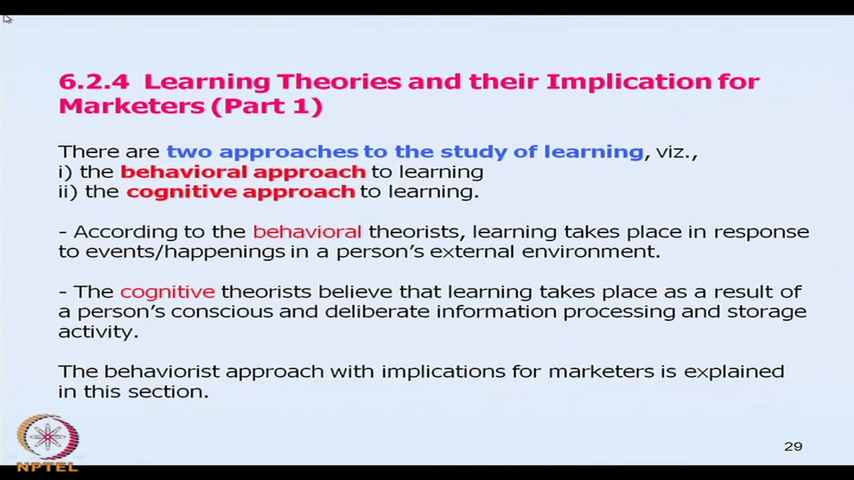 6.2.4 Learning Theories and their Implication for
Marketers (Part 1)
There are two approaches to the study of learning, viz.,
i) the behavioral approach to learning
ii) the cognitive approach to learning.
- According to the behavioral theorists, learning takes place in response
to events/happenings in a person's external environment.
- The cognitive theorists believe that learning takes place as a result of
a person's conscious and deliberate information processing and storage
activity.
The behaviorist approach with implications for marketers is explained
in this section.
29
NPTEL